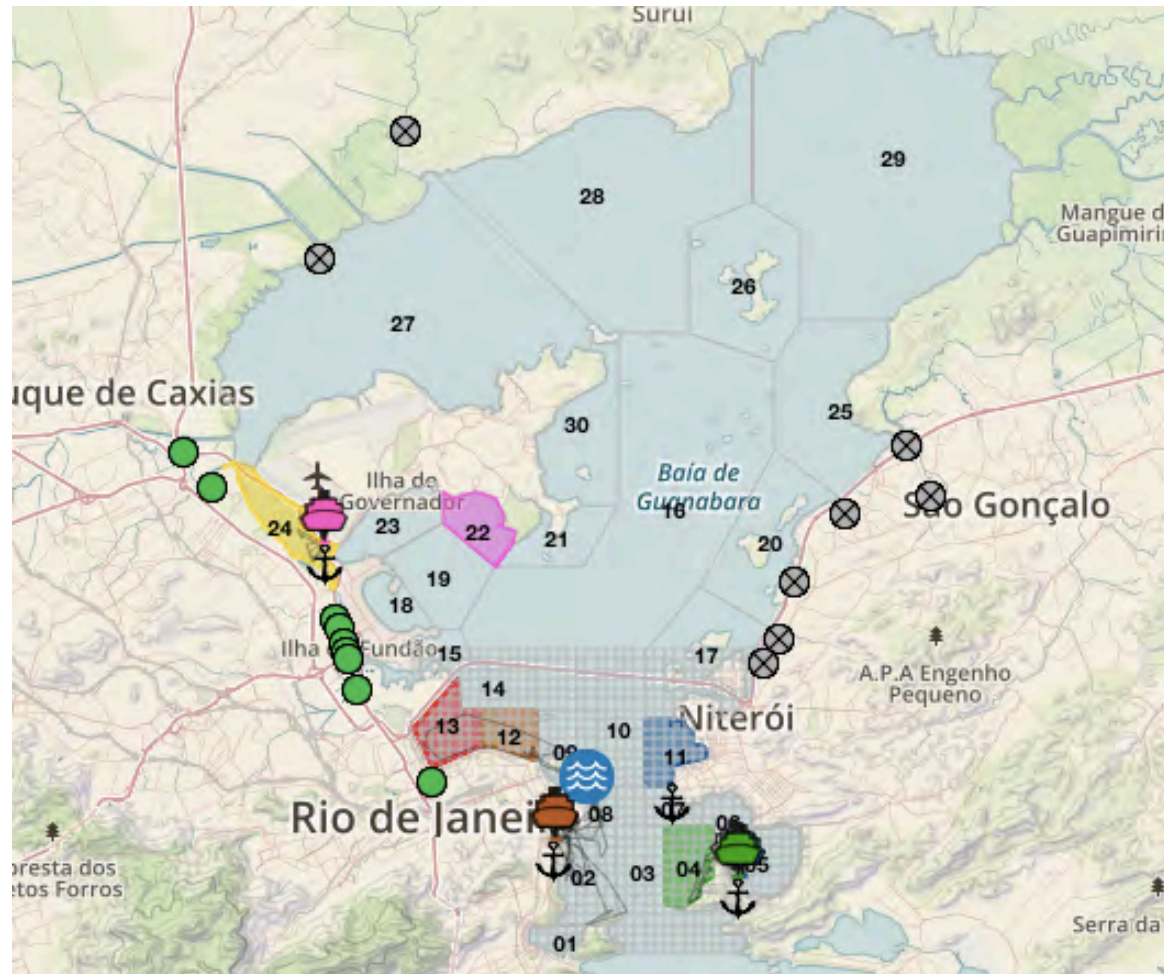 Surui
29
28
Mangue d
Guapimirir
26
27
uque de Caxias
25
30
Ilha do
Governador
Baía de
Guanabara
16
São Gonçalo
24
23
22
21
20
19
18
Ilha
Fundão
15
17
A.P.A Engenho
Pequeno
14
13
12
10
Niterói
09
11
Rio de Janei
08
06
oresta dos
etos Forros
02
03
04
05
Serra da
01